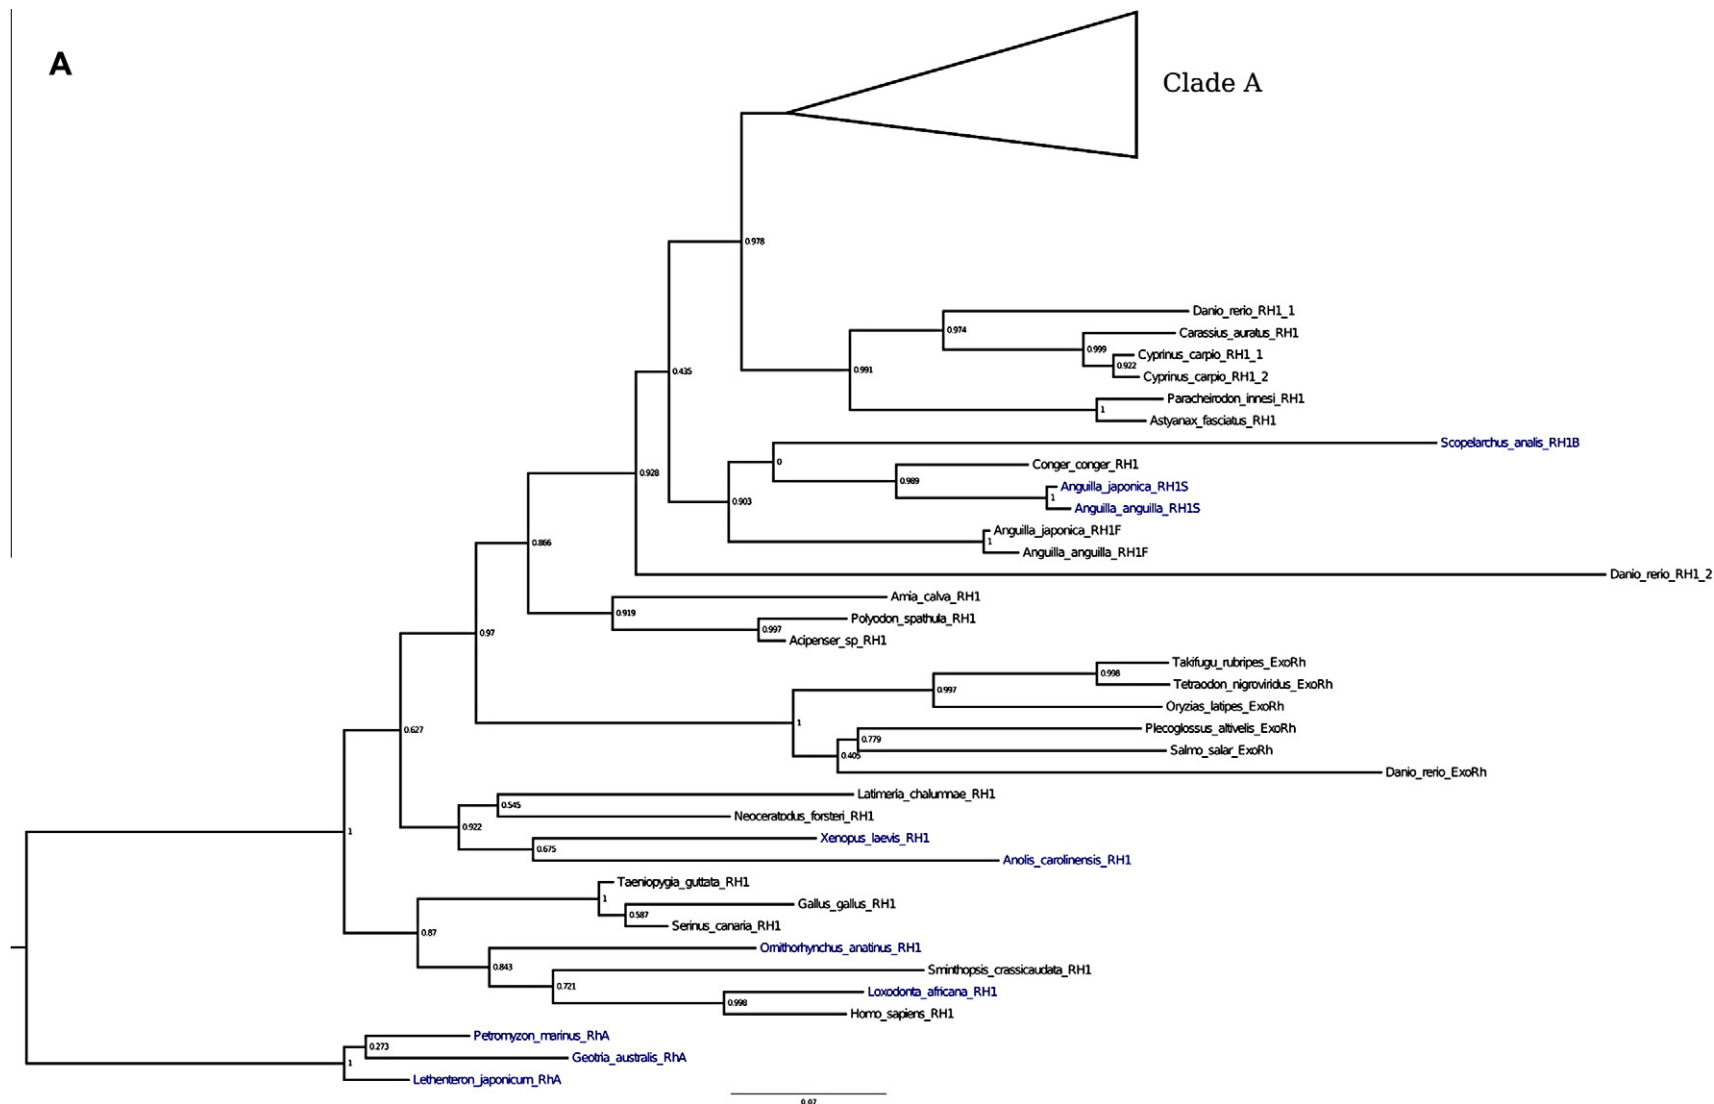 A
Clade A
0.978
Danio_rerio_RH1_1
0.974
Carassius_auratus_RH1
0.999
Cyprinus_carpio_RH1_1
0.922
0.991
0.435
Cyprinus_carpio_RH1_2
Paracheirodon_innesi_RH1
1
Astyanax_fasciatus_RH1
Scopelarchus_analis_RH1B
0
Conger_conger_RH1
0.928
0.989
Anguilla_japonica_RH1S
1
0.903
Anguilla_anguilla_RH1S
Anguilla_japonica_RH1F
1
0.866
Anguilla_anguilla_RH1F
Danio_rerio_RH1_2
Amia_calva_RH1
0.919
Polyodon_spathula_RH1
0.997
0.97
Acipenser_sp_RH1
Takifugu_rubripes_ExoRh
0.998
Tetraodon_nigroviridus_ExoRh
0.997
Oryzias_latipes_ExoRh
1
0.627
Plecoglossus_altivelis_ExoRh
0.779
Salmo_salar_ExoRh
0.405
Danio_rerio_ExoRh
Latimeria_chalumnae_RH1
0.545
Neoceratodus_forsteri_RH1
0.922
1
Xenopus_laevis_RH1
0.675
Anolis_carolinensis_RH1
Taeniopygia_guttata_RH1
1
Gallus_gallus_RH1
0.587
Serinus_canaria_RH1
0.87
Ornithorhynchus_anatinus_RH1
0.843
Sminthopsis_crassicaudata_RH1
0.721
Loxodonta_africana_RH1
0.998
Homo_sapiens_RH1
Petromyzon_marinus_RhA
0.273
Geotria_australis_RhA
1
Lethenteron_japonicum_RhA
0.07